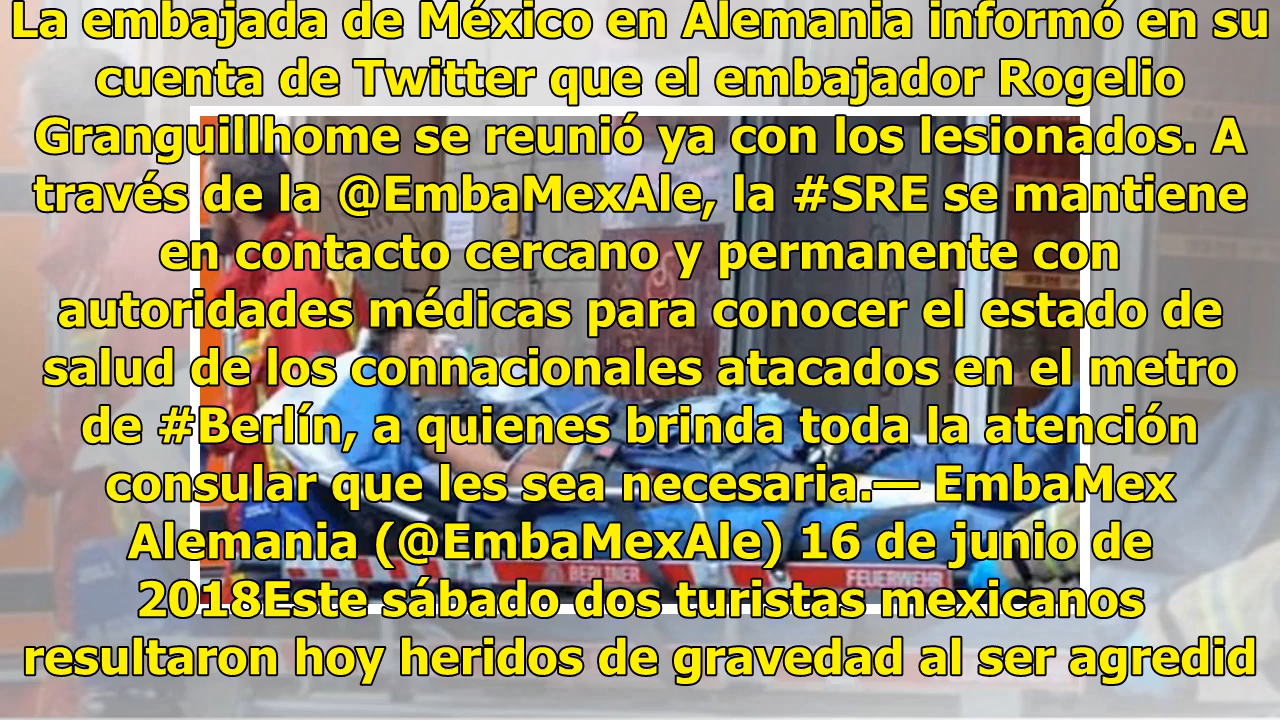 La embajada de México en Alemania informó en su
cuenta de Twitter que el embajador Rogelio
Granguillhome se reunió ya con los lesionados. A
través de la @EmbaMexAle, la #SRE se mantiene
en contacto cercano y permanente con
autoridades médicas para conocer el estado de
salud de los connacionales atacados en el metro
de #Berlín, a quienes brinda toda la atención
consular que les sea necesaria.— EmbaMex
Alemania (@EmbaMexAle) 16 de junio de
2018Este sábado dos turistas mexicanos
resultaron hoy heridos de gravedad al ser agredid
BERLINER FEUERWEHR